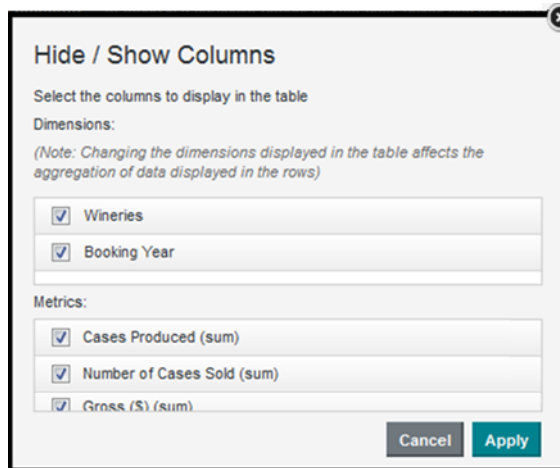 Hide / Show Columns
Select the columns to display in the table
Dimensions:
(Note: Changing the dimensions displayed in the table affects the
aggregation of data displayed in the rows)
Wineries
Booking Year
Metrics:
Cases Produced (sum)
Number of Cases Sold (sum)
Gross ($) (sum)
Cancel
Apply